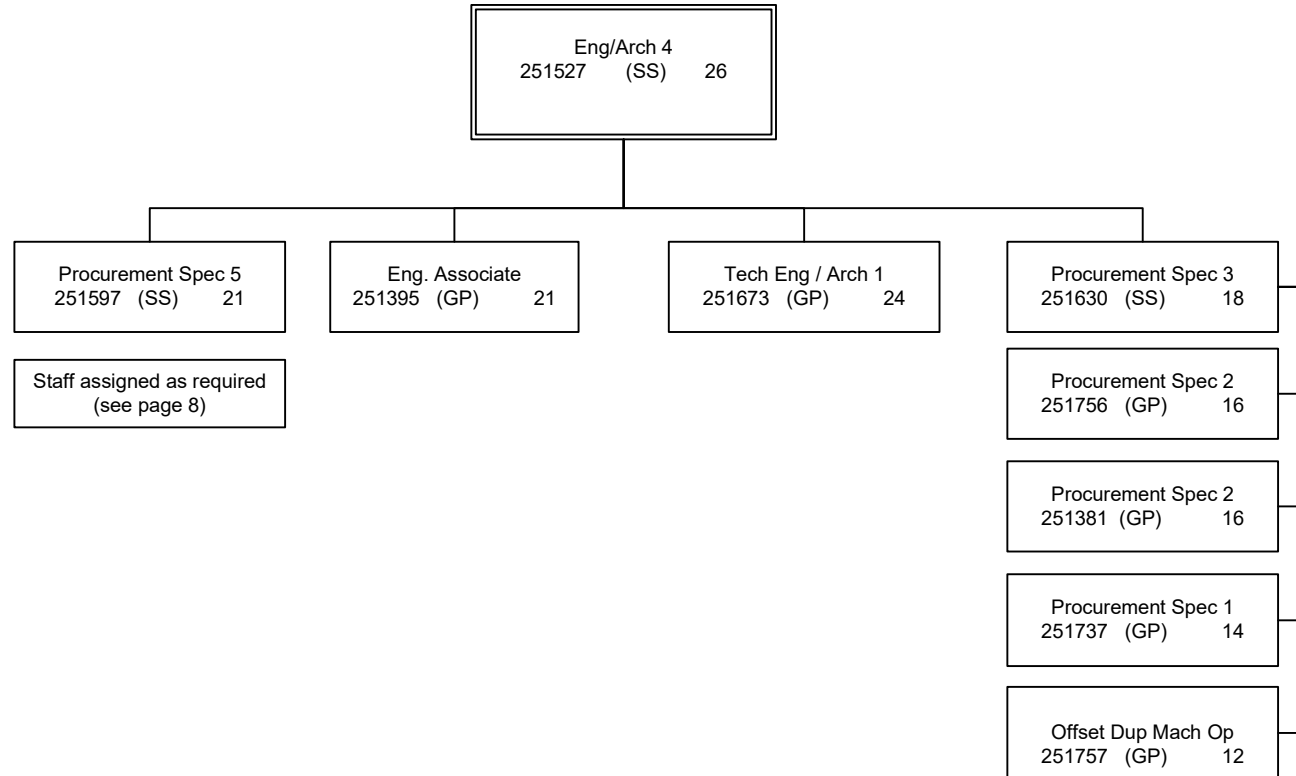 Eng/Arch 4
251527 (SS) 26
Procurement Spec 5
251597 (SS) 21
Eng. Associate
251395 (GP) 21
Tech Eng / Arch 1
251673 (GP) 24
Procurement Spec 3
251630 (SS) 18
Staff assigned as required
(see page 8)
Procurement Spec 2
251756 (GP) 16
Procurement Spec 2
251381 (GP) 16
Procurement Spec 1
251737 (GP) 14
Offset Dup Mach Op
251757 (GP) 12